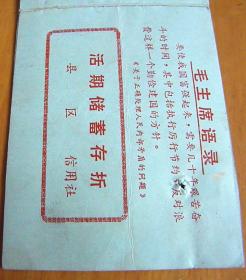 毛主席语录
要使我国富强起来，需要几十年艰苦奋
斗的时间，其中包括执行厉行节约、反对浪
费这样一个勤俭建国的方针。
《关于正确处理人民内部矛盾的问题》
活期储蓄存折
县 区 信用社